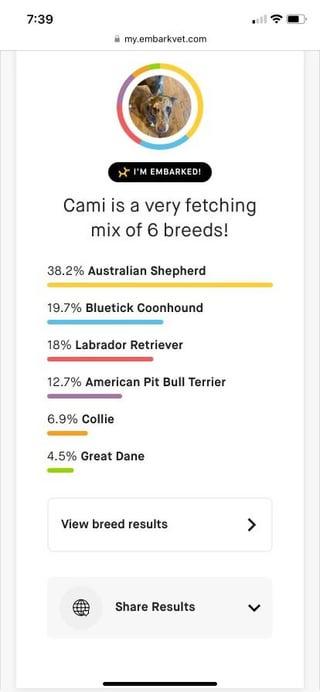 7:39
my.embarkvet.com
I'M EMBARKED!
Cami is a very fetching
mix of 6 breeds!
38.2% Australian Shepherd
19.7% Bluetick Coonhound
18% Labrador Retriever
12.7% American Pit Bull Terrier
6.9% Collie
4.5% Great Dane
View breed results
Share Results